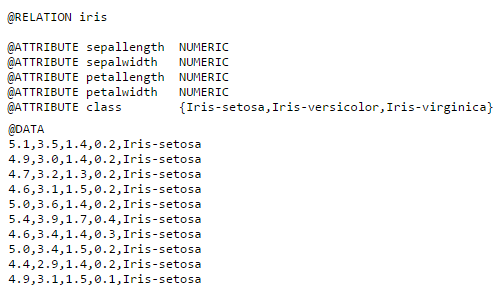 @RELATION iris
@ATTRIBUTE sepallength NUMERIC
@ATTRIBUTE sepalwidth NUMERIC
@ATTRIBUTE petallength NUMERIC
@ATTRIBUTE petalwidth NUMERIC
@ATTRIBUTE class {Iris-setosa,Iris-versicolor,Iris-virginica}
@DATA
5.1,3.5,1.4,0.2,Iris-setosa
4.9,3.0,1.4,0.2,Iris-setosa
4.7,3.2,1.3,0.2,Iris-setosa
4.6,3.1,1.5,0.2,Iris-setosa
5.0,3.6,1.4,0.2,Iris-setosa
5.4,3.9,1.7,0.4,Iris-setosa
4.6,3.4,1.4,0.3,Iris-setosa
5.0,3.4,1.5,0.2,Iris-setosa
4.4,2.9,1.4,0.2,Iris-setosa
4.9,3.1,1.5,0.1,Iris-setosa